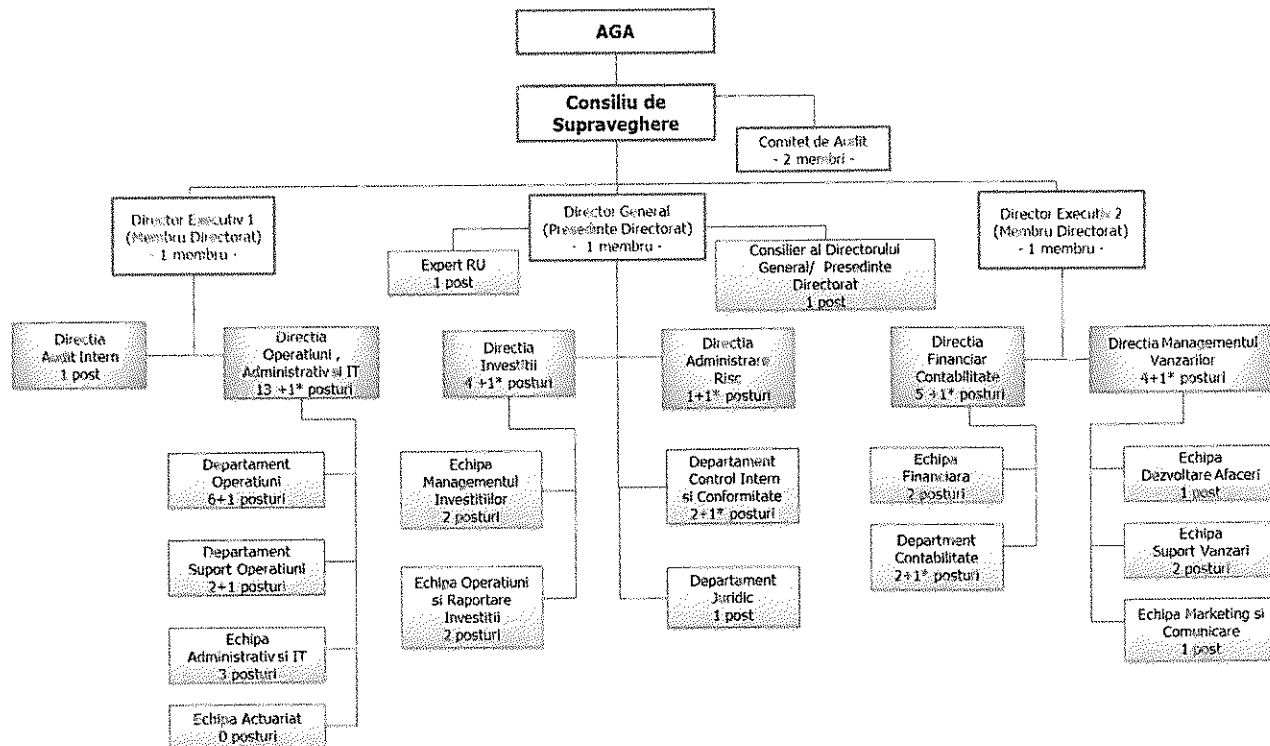 AGA
Consiliu de
Supraveghere
Comitet de Audit
- 2 membri -
Director Executiv 1
(Membru Directorat)
- 1 membru -
Director General
(Presedinte Directorat)
- 1 membru -
Director Executiv 2
(Membru Directorat)
- 1 membru -
Expert RU
1 post
Consilier al Directorului
General/ Presedinte
Directorat
1 post
Directia
Audit Intern
1 post
Directia
Operatiuni ,
Administrativ si IT
13 +1* posturi
Directia
Investitii
4 +1* posturi
Directia
Administrare
Risc
1+1* posturi
Directia
Financiar
Contabilitate
5 +1* posturi
Directia Managementul
Vanzarilor
4+1* posturi
Departament
Operatiuni
6+1 posturi
Departament
Suport Operatiuni
2+1 posturi
Echipa
Administrativ si IT
3 posturi
Echipa Actuariat
0 posturi
Echipa
Managementul
Investitiilor
2 posturi
Echipa Operatiuni
si Raportare
Investitii
2 posturi
Departament
Control Intern
si Conformitate
2+1* posturi
Departament
Juridic
1 post
Echipa
Financiara
2 posturi
Department
Contabilitate
2+1* posturi
Echipa
Dezvoltare Afaceri
1 post
Echipa
Suport Vanzari
2 posturi
Echipa Marketing si
Comunicare
1 post